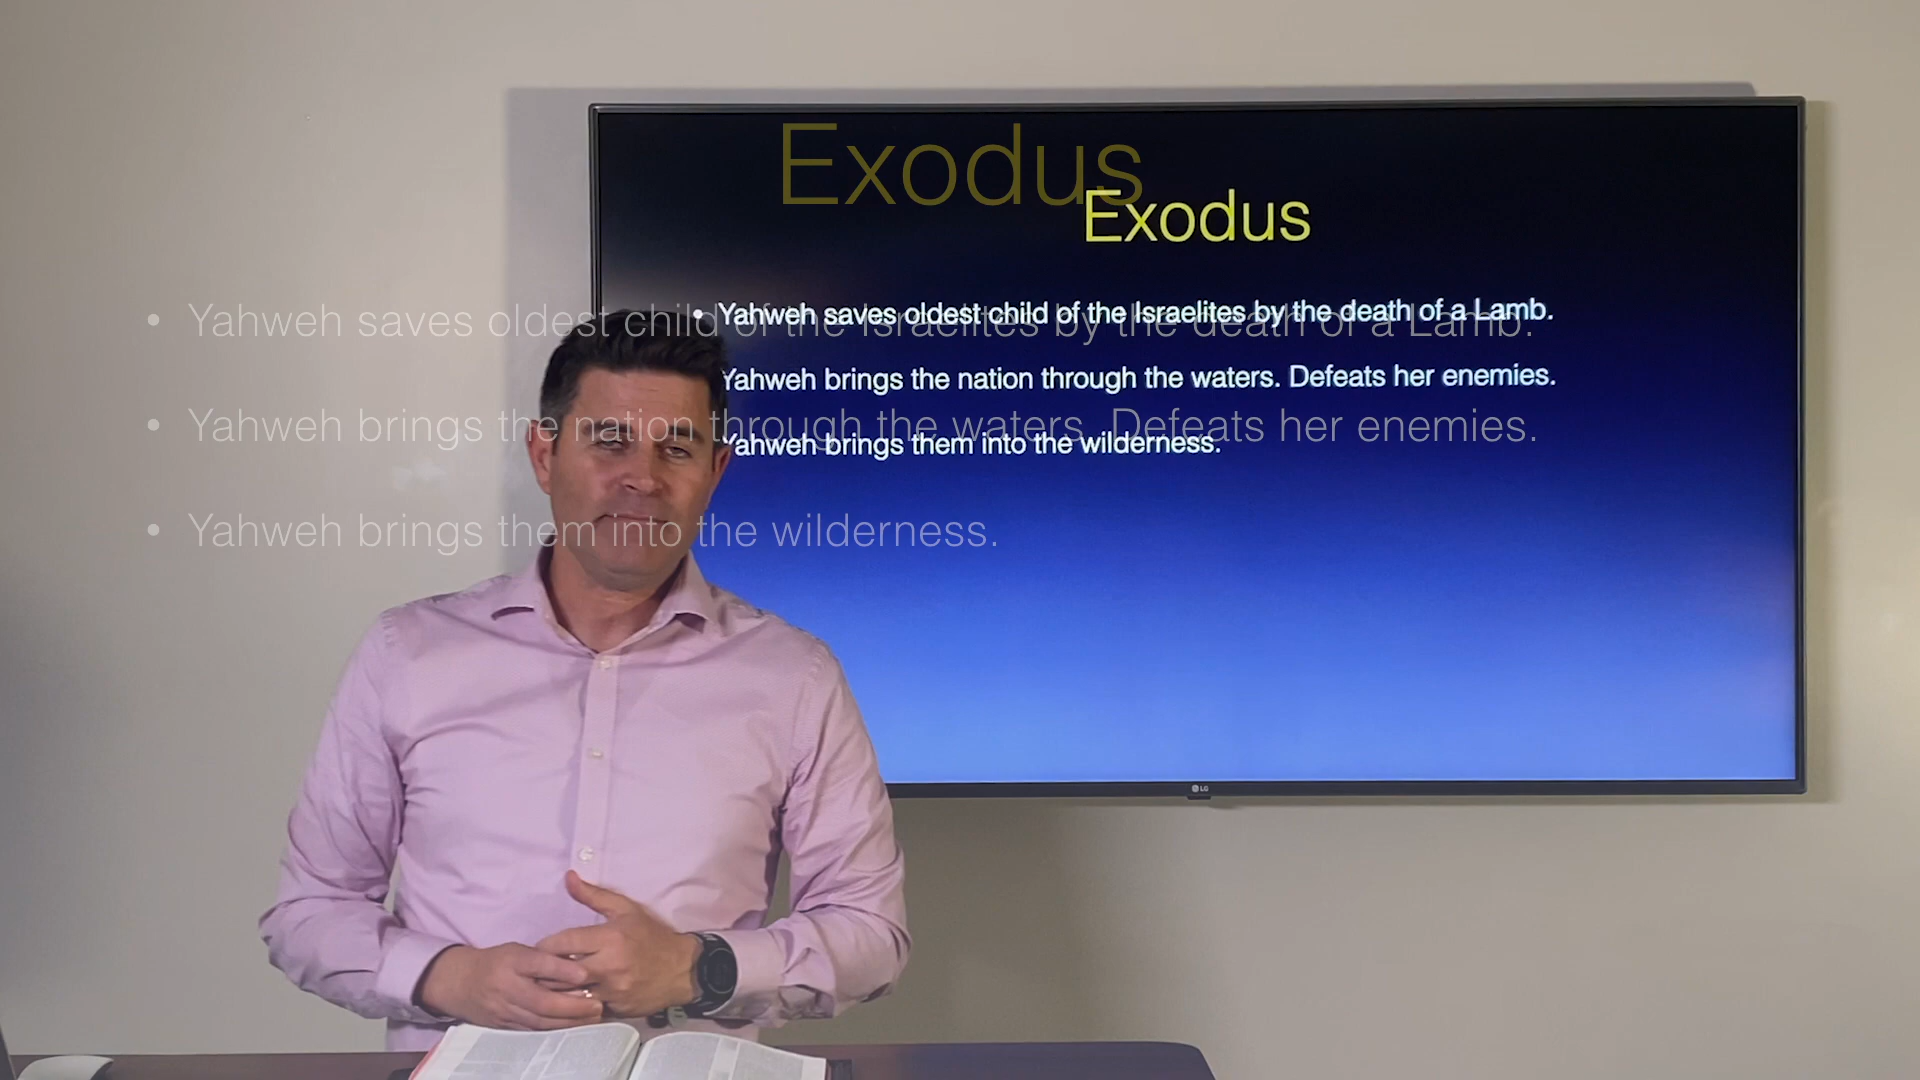 Exodus
Exodus
• Yahweh saves oldest child of the Israelites by the death of a Lamb.
Yahweh brings the nation through the waters. Defeats her enemies.
Yahweh brings them into the wilderness.
• Yahweh saves oldest child of the Israelites by the death of a Lamb.
• Yahweh brings the nation through the waters. Defeats her enemies.
• Yahweh brings them into the wilderness.
LG